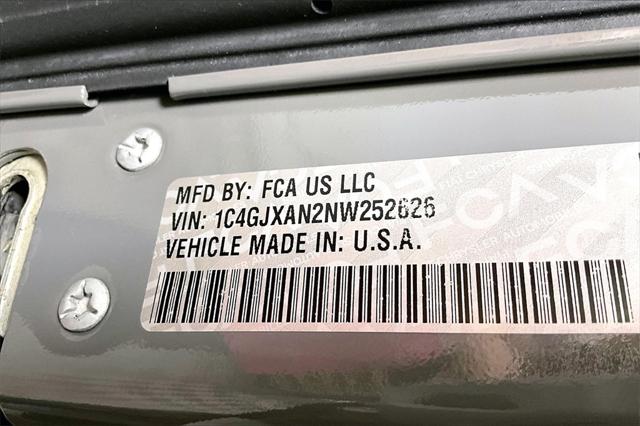 MFD BY: FCA US LLC
VIN: 1C4GJXAN2NW252626
VEHICLE MADE IN: U.S.A.